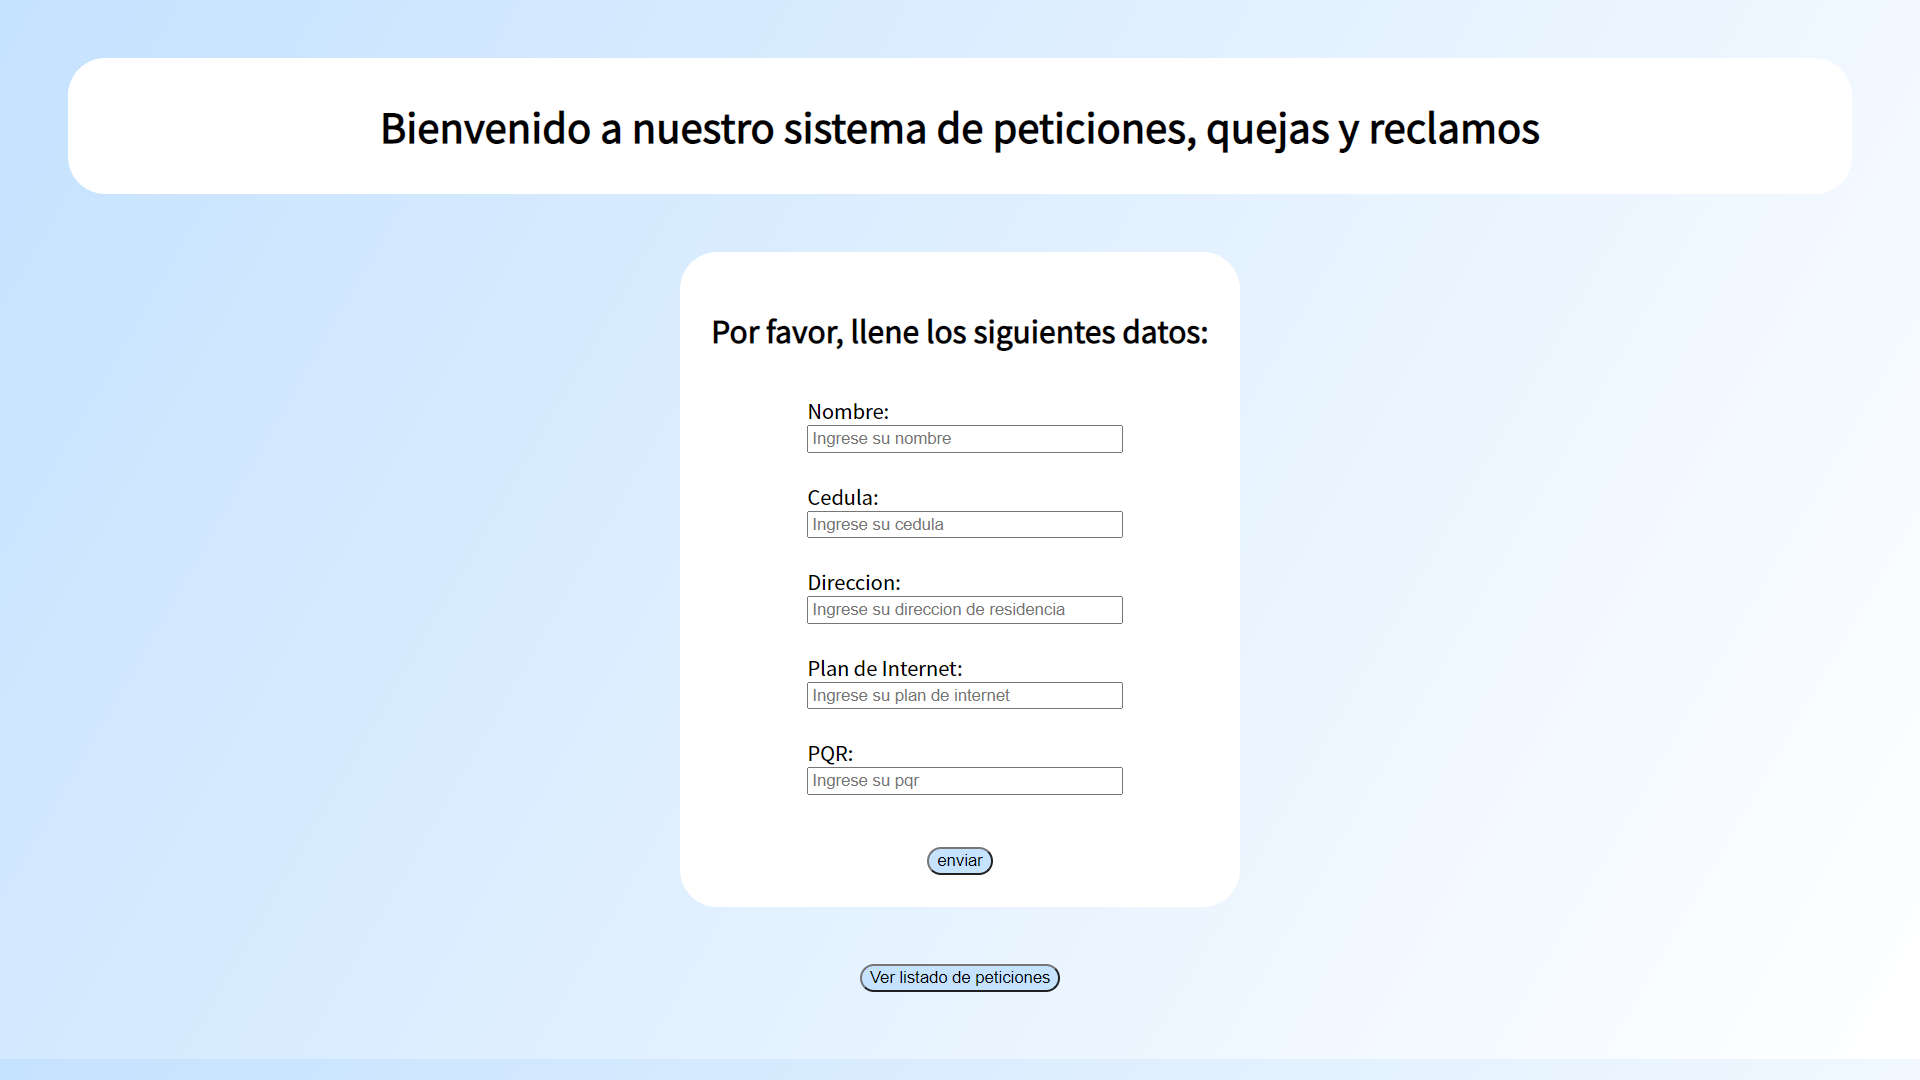 Bienvenido a nuestro sistema de peticiones, quejas y reclamos
Por favor, llene los siguientes datos:
Nombre:
Ingrese su nombre
Cedula:
Ingrese su cedula
Direccion:
Ingrese su direccion de residencia
Plan de Internet:
Ingrese su plan de internet
PQR:
Ingrese su pqr
enviar
Ver listado de peticiones